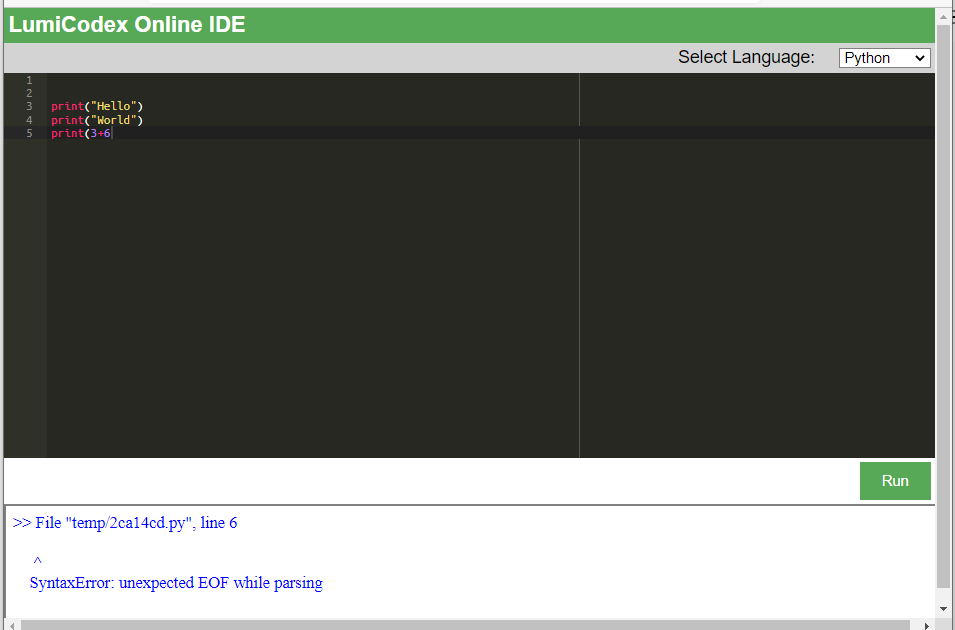 LumiCodex Online IDE
Select Language: Python
1
2
3 print("Hello")
4 print("World")
5 print(3+6
Run
>> File "temp/2ca14cd.py", line 6
^
SyntaxError: unexpected EOF while parsing